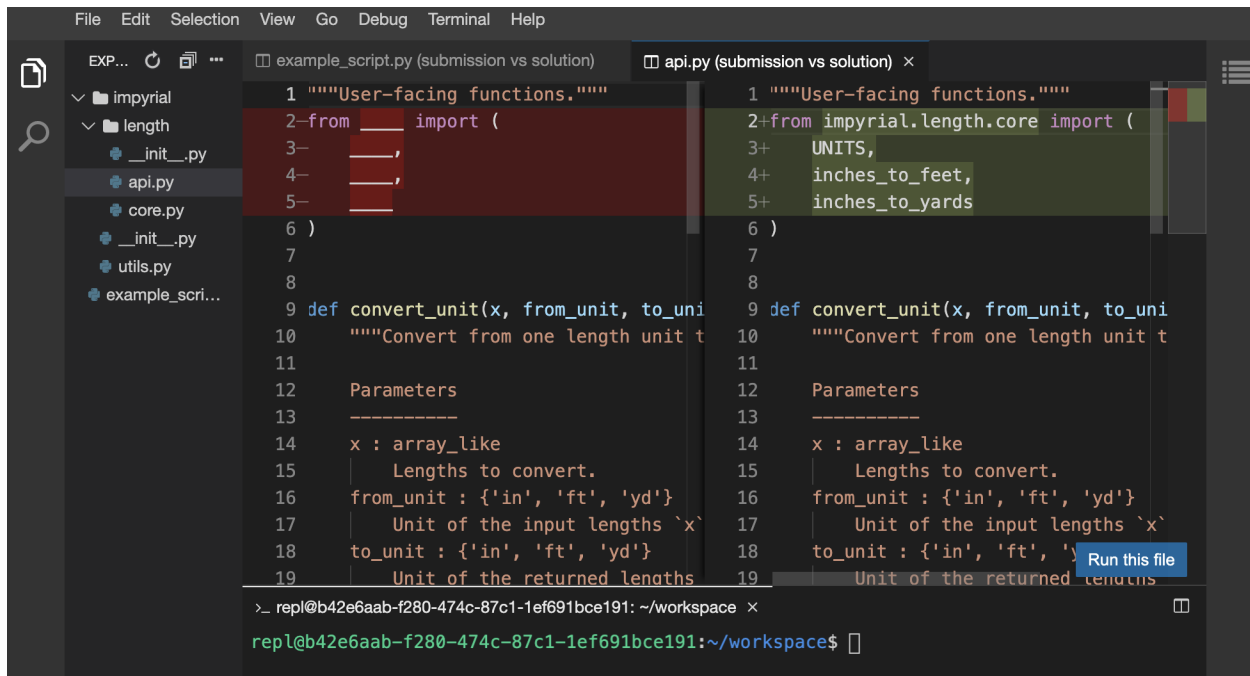 File Edit Selection View Go Debug Terminal Help
EXP... ...
impyrial
length
__init__.py
api.py
core.py
__init__.py
utils.py
example_scri...
example_script.py (submission vs solution)
api.py (submission vs solution) ×
1 """User-facing functions."""
2-from ____ import (
3- ____,
4- ____,
5- ____
6 )
7
8
9 def convert_unit(x, from_unit, to_uni
10 """Convert from one length unit t
11
12 Parameters
13 ----------
14 x : array_like
15 Lengths to convert.
16 from_unit : {'in', 'ft', 'yd'}
17 Unit of the input lengths `x`
18 to_unit : {'in', 'ft', 'yd'}
19 Unit of the returned lengths
1 """User-facing functions."""
2+from impyrial.length.core import (
3+ UNITS,
4+ inches_to_feet,
5+ inches_to_yards
6 )
7
8
9 def convert_unit(x, from_unit, to_uni
10 """Convert from one length unit t
11
12 Parameters
13 ----------
14 x : array_like
15 Lengths to convert.
16 from_unit : {'in', 'ft', 'yd'}
17 Unit of the input lengths `x`
18 to_unit : {'in', 'ft', 'y
19 Unit of the returned lengths
Run this file
>_ repl@b42e6aab-f280-474c-87c1-1ef691bce191: ~/workspace ×
repl@b42e6aab-f280-474c-87c1-1ef691bce191:~/workspace$